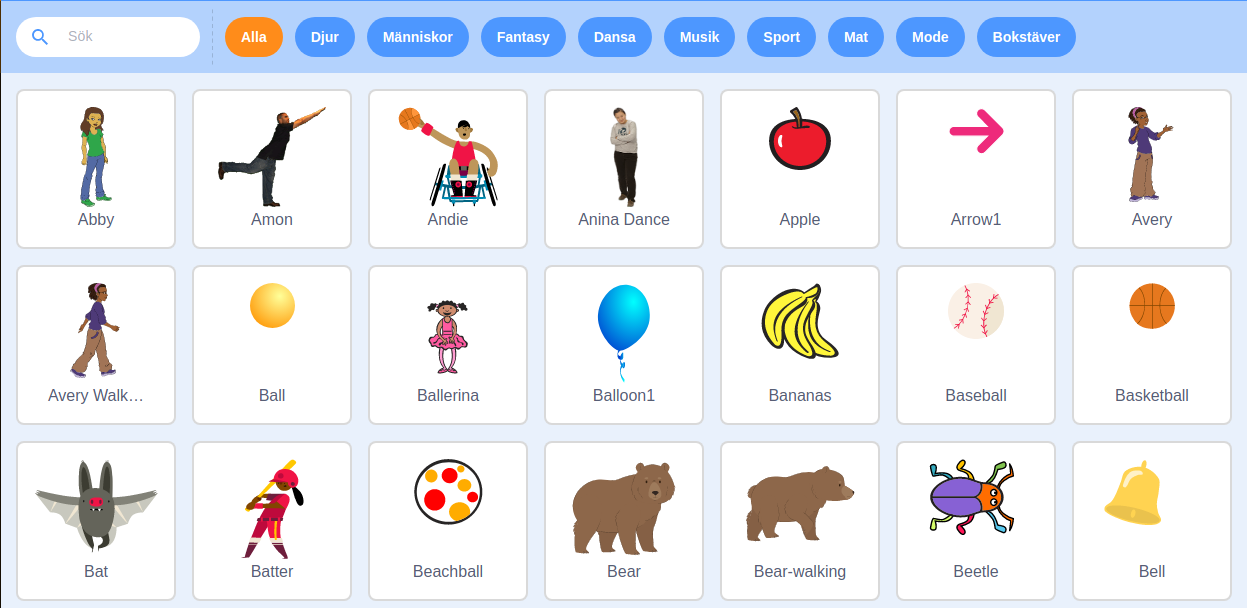 Sök
Alla
Djur
Människor
Fantasy
Dansa
Musik
Sport
Mat
Mode
Bokstäver
Abby
Amon
Andie
Anina Dance
Apple
Arrow1
Avery
Avery Walk…
Ball
Ballerina
Balloon1
Bananas
Baseball
Basketball
Bat
Batter
Beachball
Bear
Bear-walking
Beetle
Bell